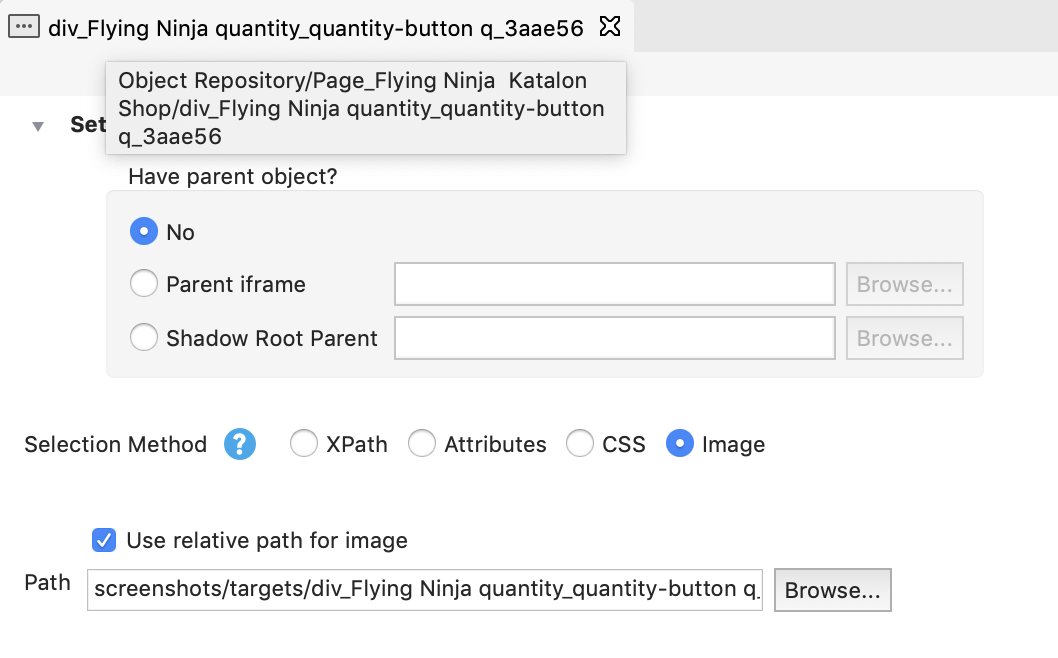 div_Flying Ninja quantity_quantity-button q_3aae56
Object Repository/Page_Flying Ninja  Katalon
Shop/div_Flying Ninja quantity_quantity-button
q_3aae56
Set
Have parent object?
No
Parent iframe Browse...
Shadow Root Parent Browse...
Selection Method ? XPath Attributes CSS Image
Use relative path for image
Path screenshots/targets/div_Flying Ninja quantity_quantity-button q_ Browse...